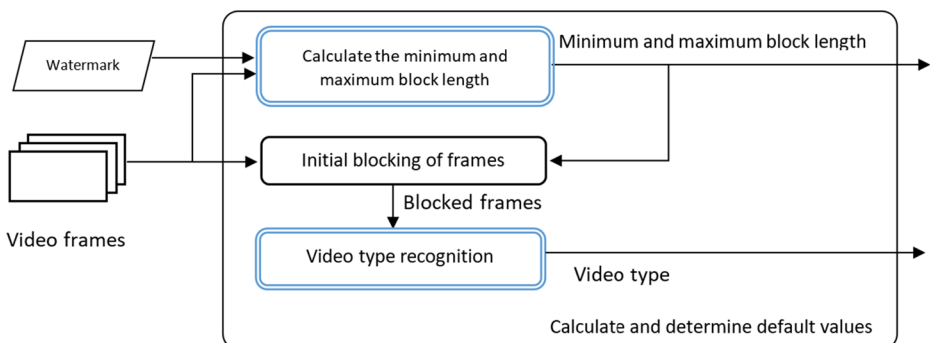 Watermark
Calculate the minimum and
maximum block length
Minimum and maximum block length
Initial blocking of frames
Blocked frames
Video frames
Video type recognition
Video type
Calculate and determine default values